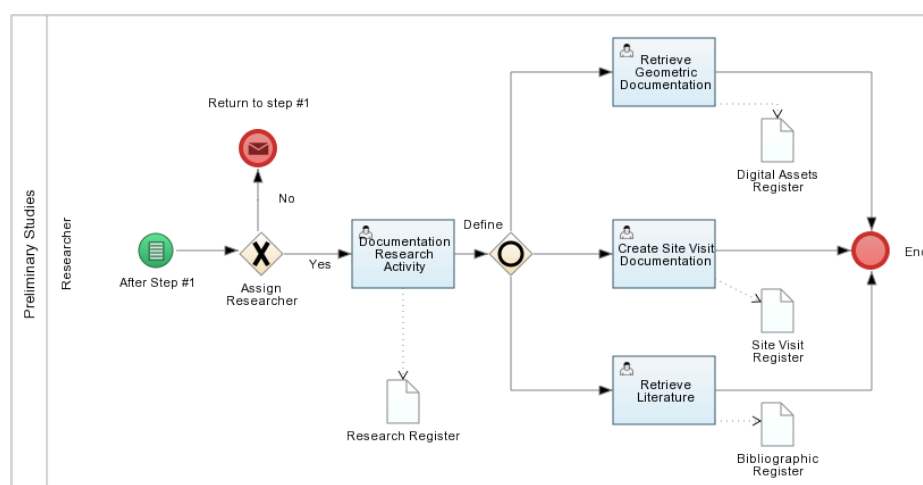 Preliminary Studies
Researcher
Return to step #1
No
After Step #1
Assign
Researcher
Yes
Documentation
Research
Activity
Research Register
Define
Retrieve
Geometric
Documentation
Digital Assets
Register
Create Site Visit
Documentation
Site Visit
Register
Retrieve
Literature
Bibliographic
Register
End